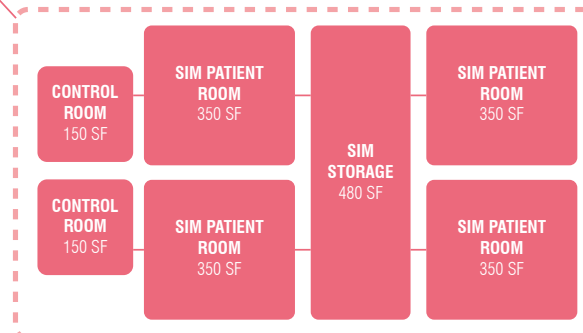 CONTROL
ROOM
150 SF
SIM PATIENT
ROOM
350 SF
SIM
STORAGE
480 SF
SIM PATIENT
ROOM
350 SF
CONTROL
ROOM
150 SF
SIM PATIENT
ROOM
350 SF
SIM PATIENT
ROOM
350 SF